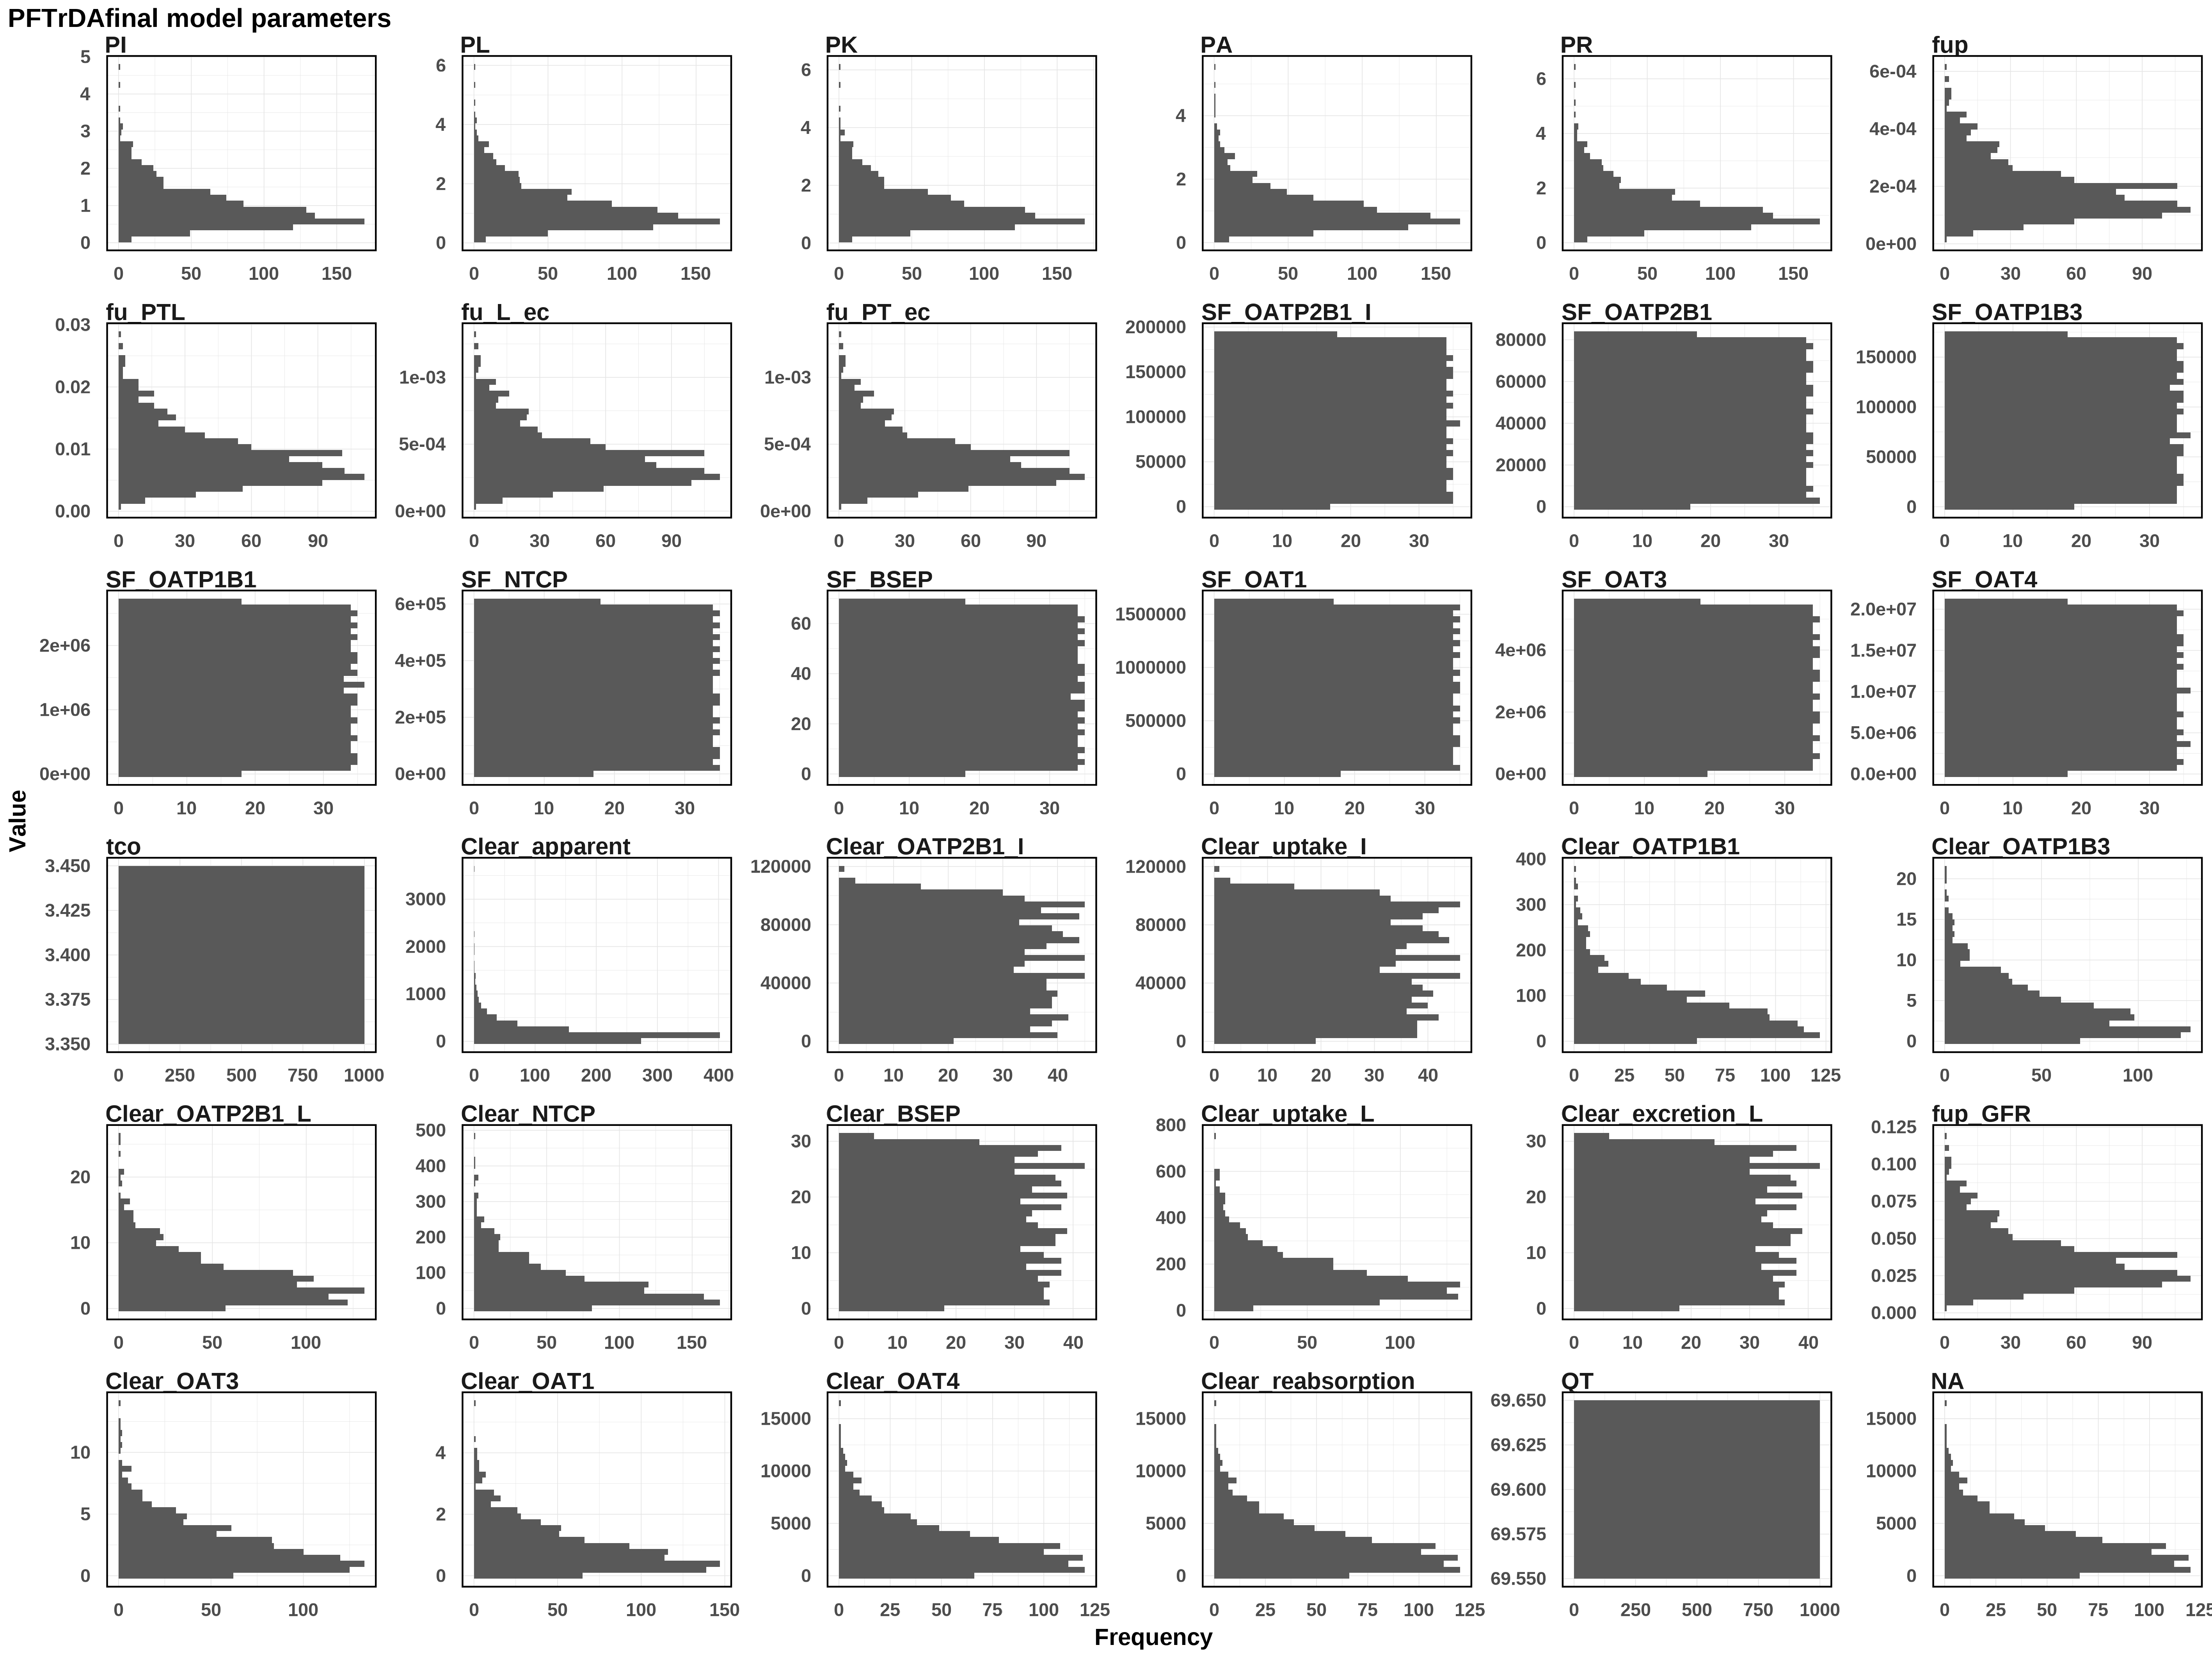 PFTrDAfinal model parameters
PI PL PK PA PR fup
5 4 3 2 1 0
6 4 2 0
6 4 2 0
4 2 0
6 4 2 0
6e-04 4e-04 2e-04 0e+00
0 50 100 150
0 50 100 150
0 50 100 150
0 50 100 150
0 50 100 150
0 30 60 90
fu_PTL fu_L_ec fu_PT_ec SF_OATP2B1_I SF_OATP2B1 SF_OATP1B3
0.03 0.02 0.01 0.00
1e-03 5e-04 0e+00
1e-03 5e-04 0e+00
200000 150000 100000 50000 0
80000 60000 40000 20000 0
150000 100000 50000 0
0 30 60 90
0 30 60 90
0 30 60 90
0 10 20 30
0 10 20 30
0 10 20 30
SF_OATP1B1 SF_NTCP SF_BSEP SF_OAT1 SF_OAT3 SF_OAT4
2e+06 1e+06 0e+00
6e+05 4e+05 2e+05 0e+00
60 40 20 0
1500000 1000000 500000 0
4e+06 2e+06 0e+00
2.0e+07 1.5e+07 1.0e+07 5.0e+06 0.0e+00
0 10 20 30
0 10 20 30
0 10 20 30
0 10 20 30
0 10 20 30
0 10 20 30
Value
tco Clear_apparent Clear_OATP2B1_I Clear_uptake_I Clear_OATP1B1 Clear_OATP1B3
3.450 3.425 3.400 3.375 3.350
3000 2000 1000 0
120000 80000 40000 0
120000 80000 40000 0
400 300 200 100 0
20 15 10 5 0
0 250 500 750 1000
0 100 200 300 400
0 10 20 30 40
0 10 20 30 40
0 25 50 75 100 125
0 50 100
Clear_OATP2B1_L Clear_NTCP Clear_BSEP Clear_uptake_L Clear_excretion_L fup_GFR
20 10 0
500 400 300 200 100 0
30 20 10 0
800 600 400 200 0
30 20 10 0
0.125 0.100 0.075 0.050 0.025 0.000
0 50 100
0 50 100 150
0 10 20 30 40
0 50 100
0 10 20 30 40
0 30 60 90
Clear_OAT3 Clear_OAT1 Clear_OAT4 Clear_reabsorption QT NA
10 5 0
4 2 0
15000 10000 5000 0
15000 10000 5000 0
69.650 69.625 69.600 69.575 69.550
15000 10000 5000 0
0 50 100
0 50 100 150
0 25 50 75 100 125
0 25 50 75 100 125
0 250 500 750 1000
0 25 50 75 100 125
Frequency